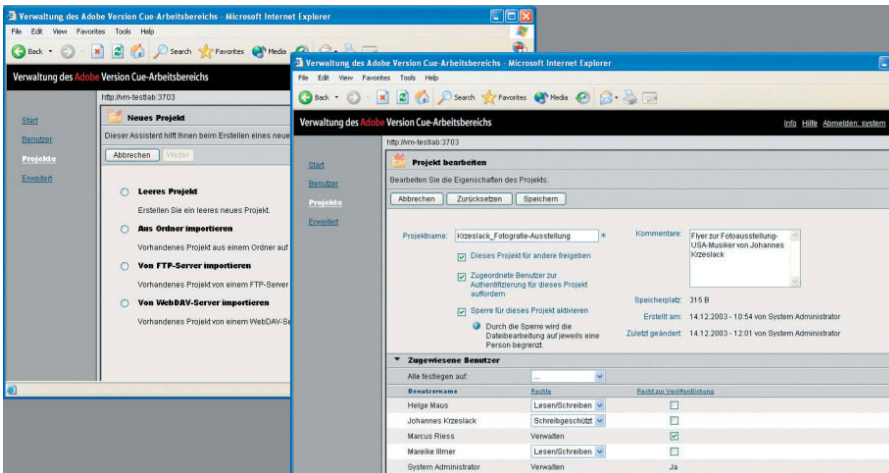 Verwaltung des Adobe Version Cue-Arbeitsbereichs - Microsoft Internet Explorer
File Edit View Favorites Tools Help
Back Search Favorites Media
Verwaltung des Adobe Version Cue-Arbeitsbereichs
http://vm-testlab:3703
Start
Benutzer
Projekte
Erweitert
Neues Projekt
Dieser Assistent hilft Ihnen beim Erstellen eines neue
Abbrechen Weiter
Leeres Projekt
Erstellen Sie ein leeres neues Projekt.
Aus Ordner importieren
Vorhandenes Projekt aus einem Ordner auf
Von FTP-Server importieren
Vorhandenes Projekt von einem FTP-Server
Von WebDAV-Server importieren
Vorhandenes Projekt von einem WebDAV-Se
Verwaltung des Adobe Version Cue-Arbeitsbereichs - Microsoft Internet Explorer
File Edit View Favorites Tools Help
Back Search Favorites Media
Verwaltung des Adobe Version Cue-Arbeitsbereichs
Info Hilfe Abmelden: system
http://vm-testlab:3703
Start
Benutzer
Projekte
Erweitert
Projekt bearbeiten
Bearbeiten Sie die Eigenschaften des Projekts.
Abbrechen Zurücksetzen Speichern
Projektname: Krzeslack_Fotografie-Ausstellung *
Dieses Projekt für andere freigeben
Zugeordnete Benutzer zur
Authentifizierung für dieses Projekt
auffordern
Sperre für dieses Projekt aktivieren
Durch die Sperre wird die
Dateibearbeitung auf jeweils eine
Person begrenzt.
Kommentare: Flyer zur Fotoausstellung-
USA-Musiker von Johannes
Krzeslack
Speicherplatz: 315 B
Erstellt am: 14.12.2003 - 10:54 von System Administrator
Zuletzt geändert: 14.12.2003 - 12:01 von System Administrator
Zugewiesene Benutzer
Alle festlegen auf: ...
Benutzername Rechte Recht zur Veröffentlichung
Helge Maus Lesen/Schreiben
Johannes Krzeslack Schreibgeschützt
Marcus Riess Verwalten
Mareike Illmer Lesen/Schreiben
System Administrator Verwalten Ja